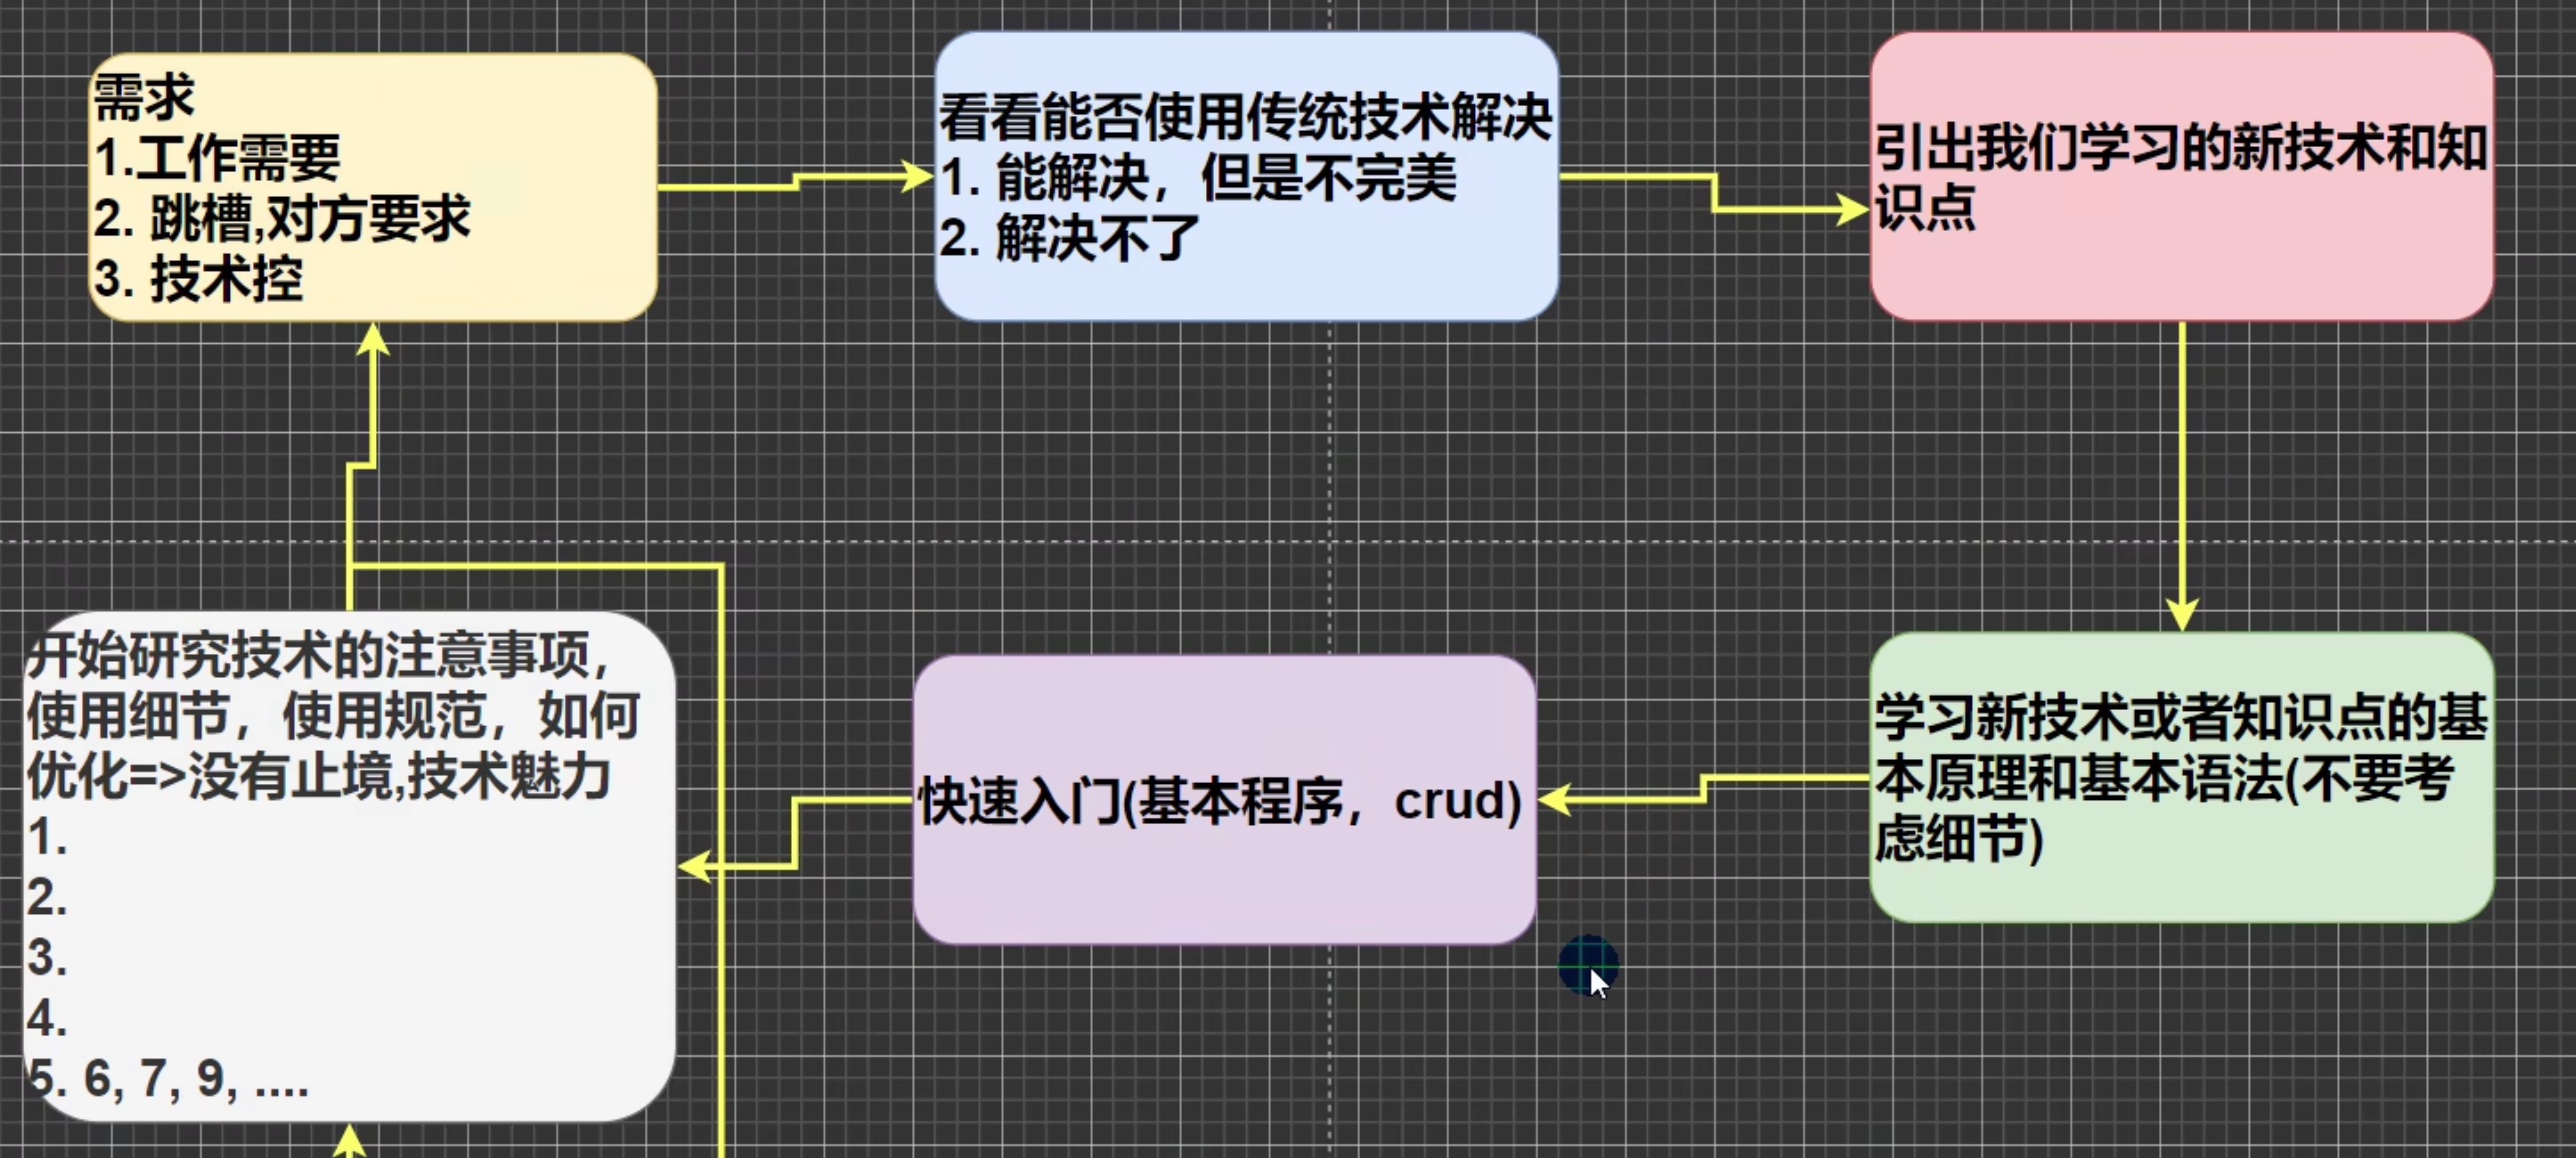 需求
1.工作需要
2. 跳槽,对方要求
3. 技术控
看看能否使用传统技术解决
1. 能解决，但是不完美
2. 解决不了
引出我们学习的新技术和知
识点
开始研究技术的注意事项，
使用细节，使用规范，如何
优化=>没有止境,技术魅力
1.
2.
3.
4.
5. 6, 7, 9, ....
快速入门(基本程序，crud)
学习新技术或者知识点的基
本原理和基本语法(不要考
虑细节)